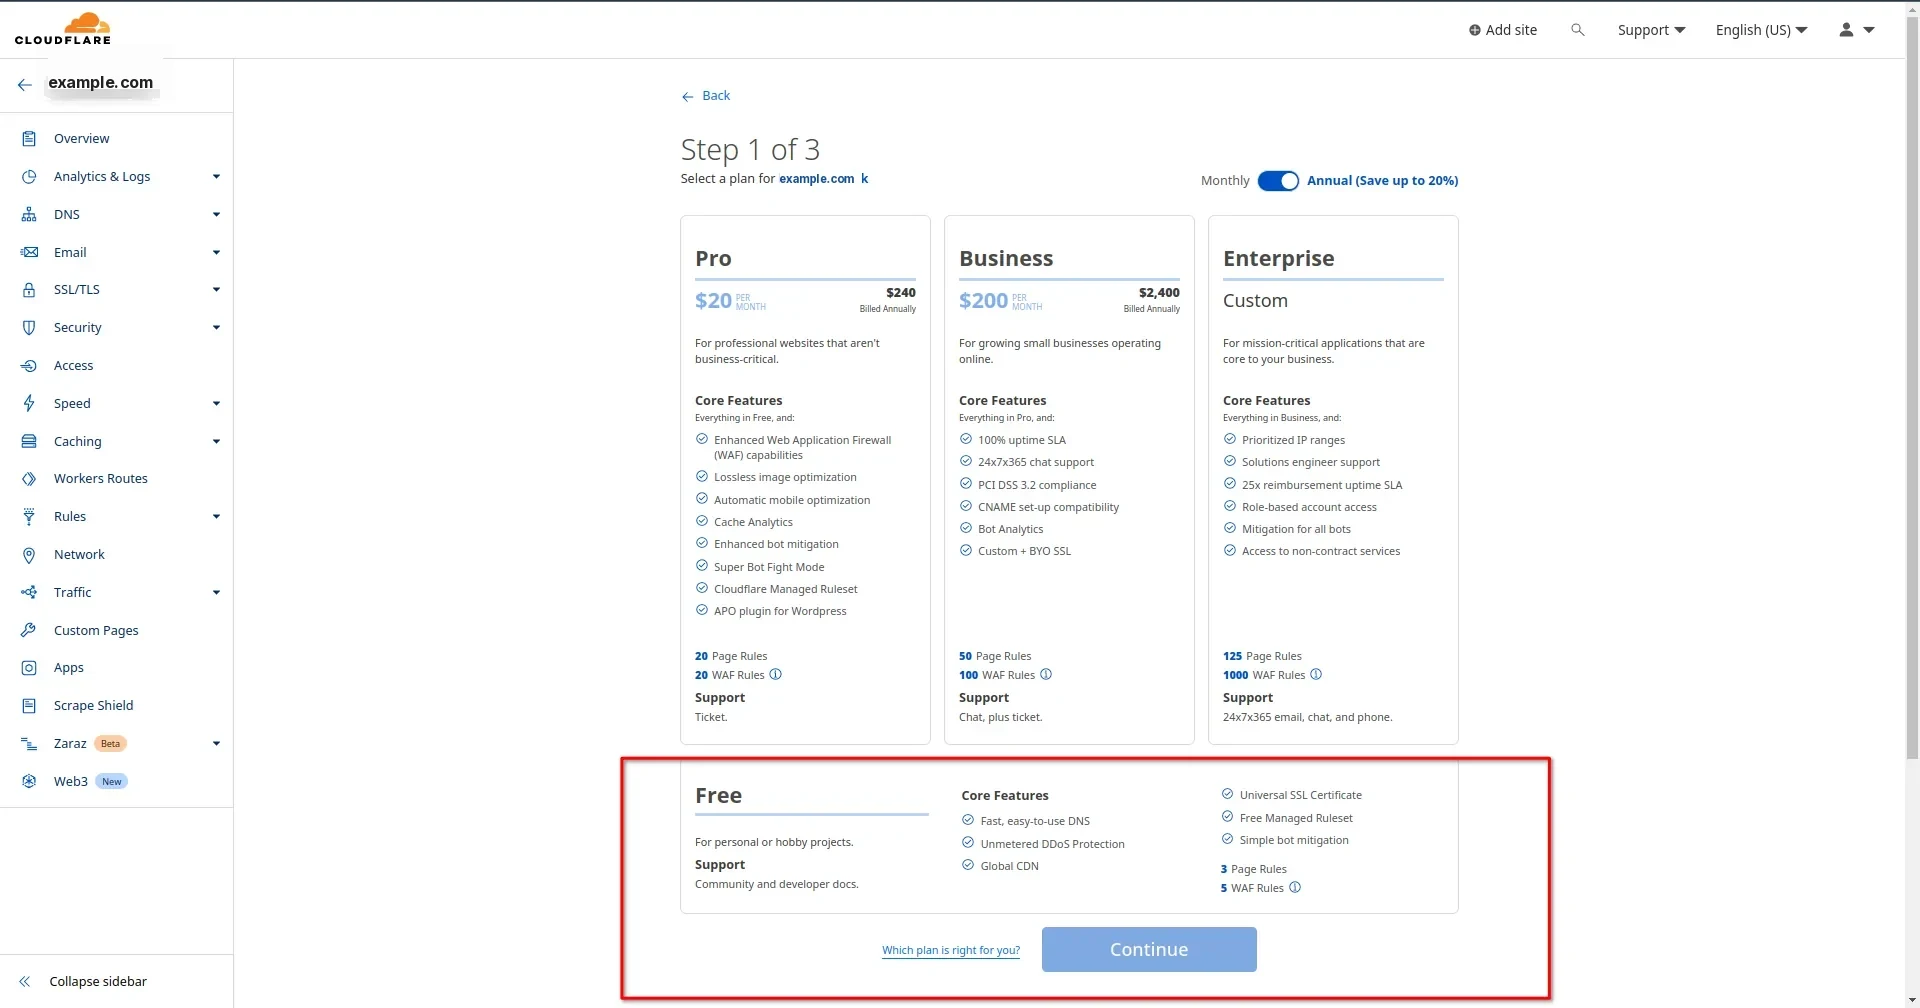 CLOUDFLARE
Add site
Support
English (US)
example.com
Overview
Analytics & Logs
DNS
Email
SSL/TLS
Security
Access
Speed
Caching
Workers Routes
Rules
Network
Traffic
Custom Pages
Apps
Scrape Shield
Zaraz Beta
Web3 New
Collapse sidebar
Back
Step 1 of 3
Select a plan for example.com k
Monthly Annual (Save up to 20%)
Pro
$20 PER MONTH
$240
Billed Annually
For professional websites that aren't
business-critical.
Core Features
Everything in Free, and:
Enhanced Web Application Firewall
(WAF) capabilities
Lossless image optimization
Automatic mobile optimization
Cache Analytics
Enhanced bot mitigation
Super Bot Fight Mode
Cloudflare Managed Ruleset
APO plugin for Wordpress
20 Page Rules
20 WAF Rules
Support
Ticket.
Business
$200 PER MONTH
$2,400
Billed Annually
For growing small businesses operating
online.
Core Features
Everything in Pro, and:
100% uptime SLA
24x7x365 chat support
PCI DSS 3.2 compliance
CNAME set-up compatibility
Bot Analytics
Custom + BYO SSL
50 Page Rules
100 WAF Rules
Support
Chat, plus ticket.
Enterprise
Custom
For mission-critical applications that are
core to your business.
Core Features
Everything in Business, and:
Prioritized IP ranges
Solutions engineer support
25x reimbursement uptime SLA
Role-based account access
Mitigation for all bots
Access to non-contract services
125 Page Rules
1000 WAF Rules
Support
24x7x365 email, chat, and phone.
Free
For personal or hobby projects.
Support
Community and developer docs.
Core Features
Fast, easy-to-use DNS
Unmetered DDoS Protection
Global CDN
Universal SSL Certificate
Free Managed Ruleset
Simple bot mitigation
3 Page Rules
5 WAF Rules
Which plan is right for you?
Continue